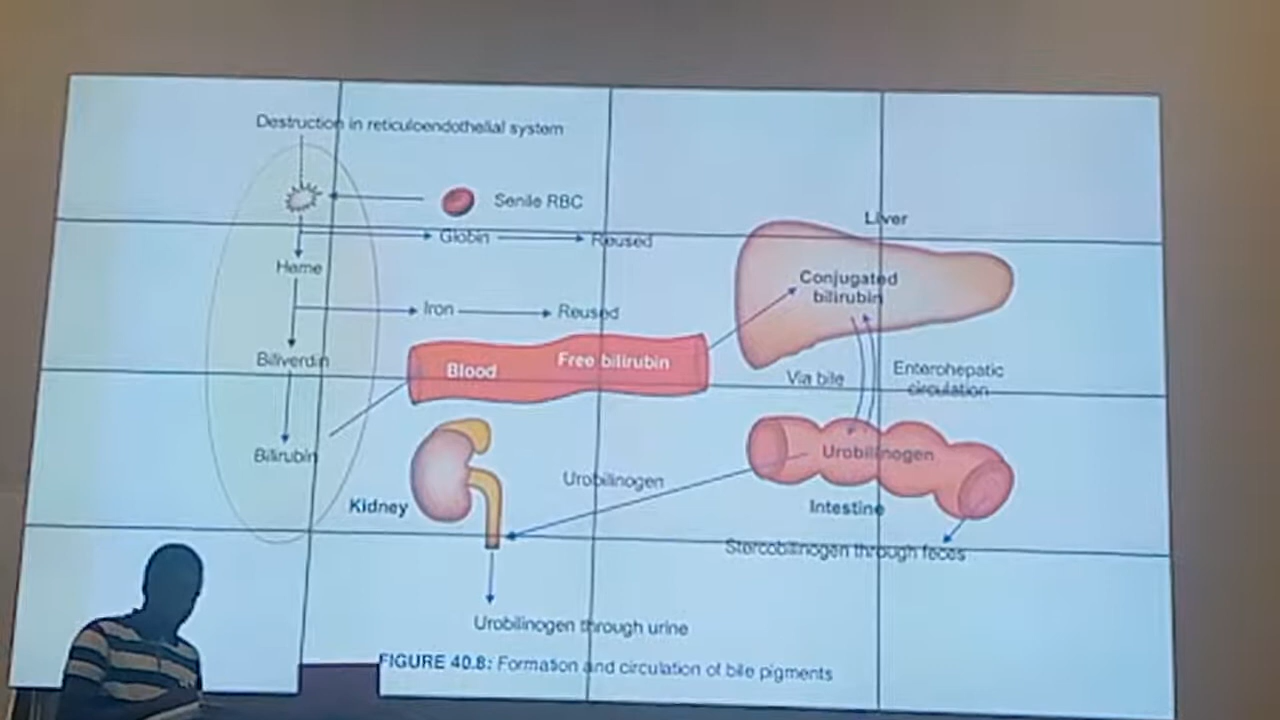 Destruction in reticuloendothelial system
Senile RBC
Globin
Reused
Heme
Iron
Reused
Biliverdin
Bilirubin
Blood
Free bilirubin
Liver
Conjugated
bilirubin
Via bile
Enterohepatic
circulation
Urobilinogen
Intestine
Kidney
Urobilinogen
Stercobilinogen through feces
Urobilinogen through urine
FIGURE 40.8: Formation and circulation of bile pigments